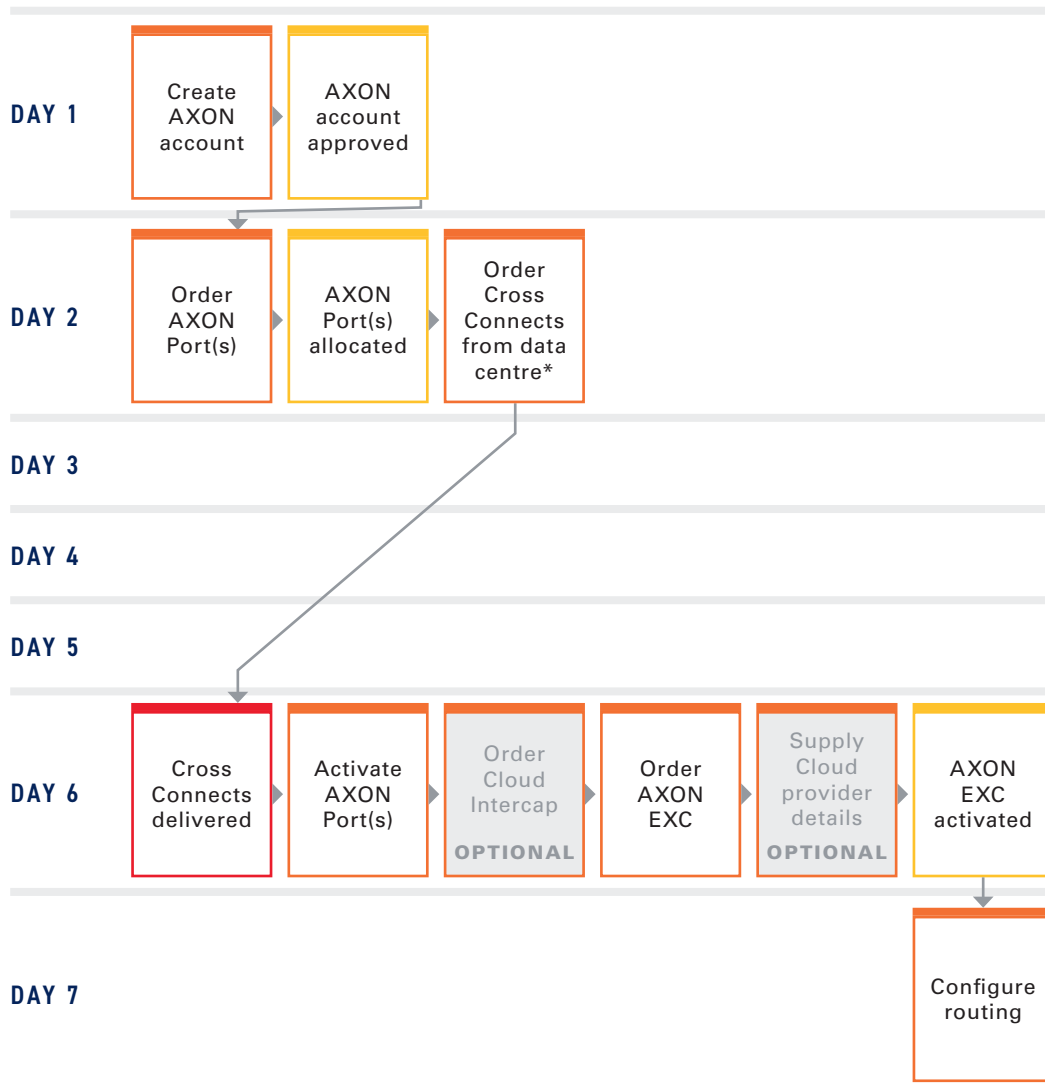 DAY 1
Create
AXON
account
AXON
account
approved
DAY 2
Order
AXON
Port(s)
AXON
Port(s)
allocated
Order
Cross
Connects
from data
centre*
DAY 3
DAY 4
DAY 5
DAY 6
Cross
Connects
delivered
Activate
AXON
Port(s)
Order
Cloud
Intercap
OPTIONAL
Order
AXON
EXC
Supply
Cloud
provider
details
OPTIONAL
AXON
EXC
activated
DAY 7
Configure
routing